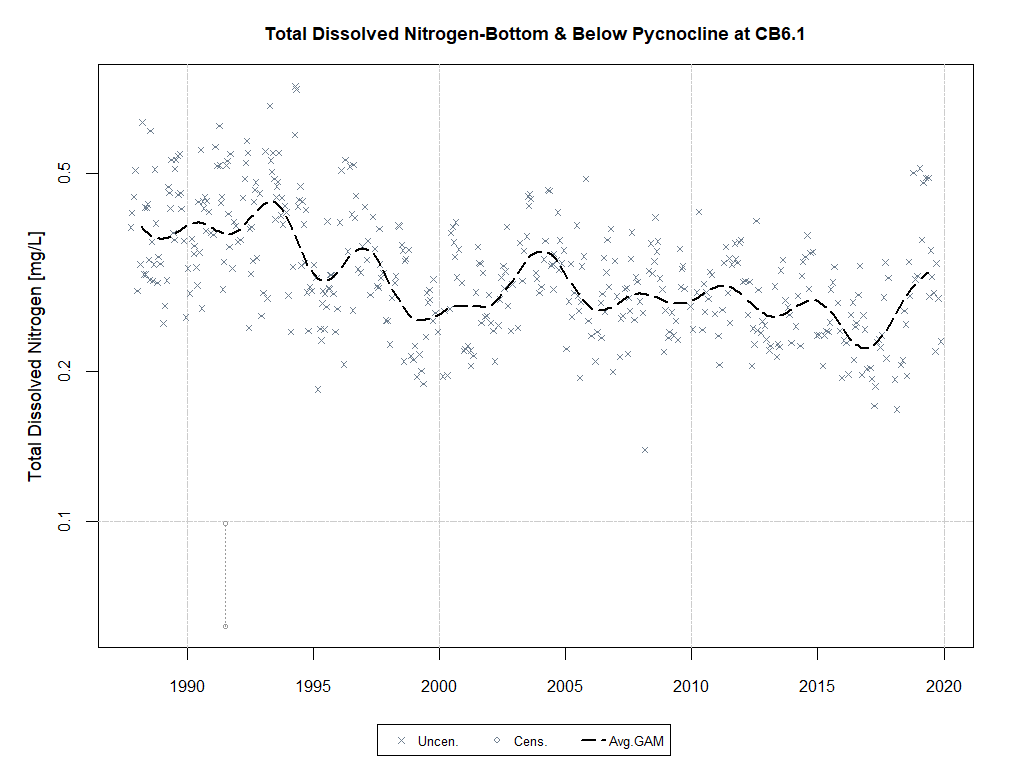 Total Dissolved Nitrogen-Bottom & Below Pycnocline at CB6.1
Total Dissolved Nitrogen [mg/L]
0.5
0.2
0.1
1990 1995 2000 2005 2010 2015 2020
Uncen. Cens. Avg.GAM